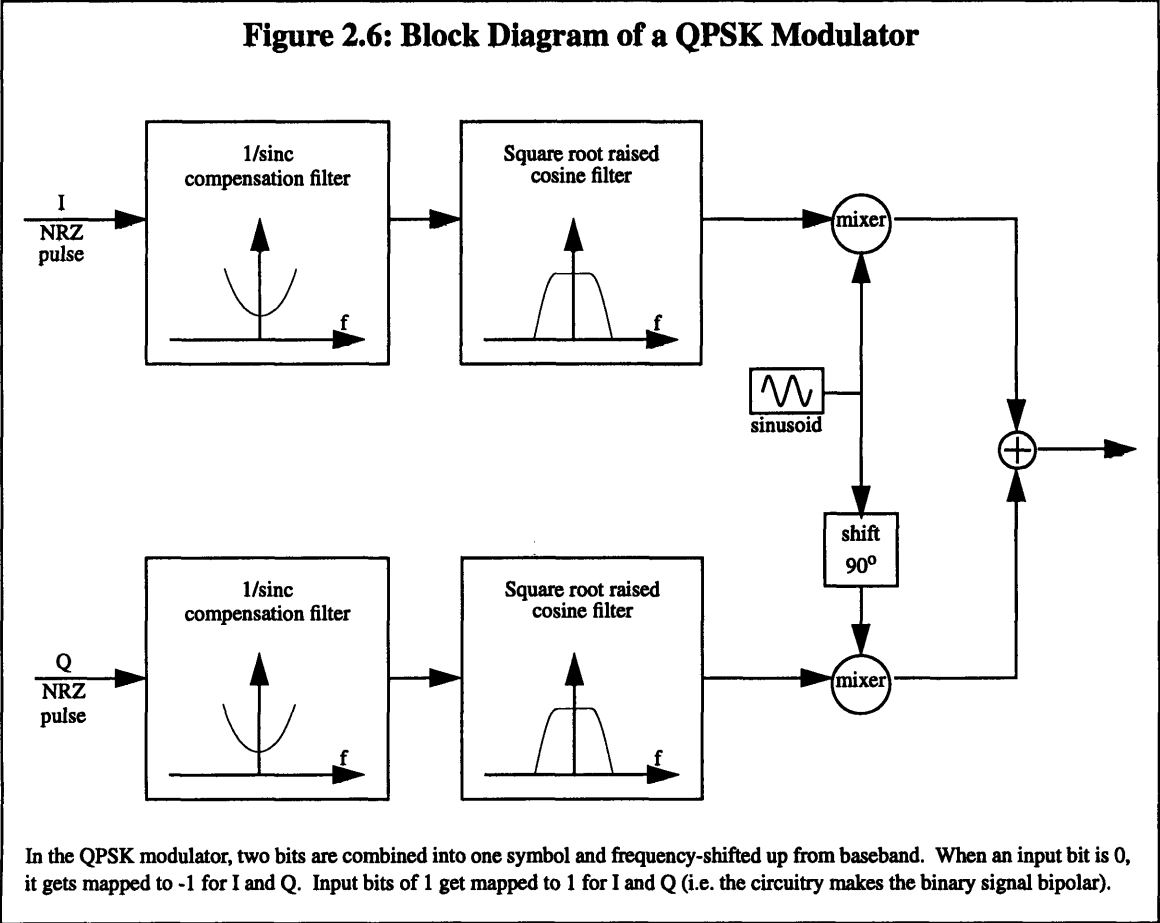 Figure 2.6: Block Diagram of a QPSK Modulator
1/sinc
compensation filter
Square root raised
cosine filter
I
NRZ
pulse
f
f
mixer
sinusoid
+
shift
90º
1/sinc
compensation filter
Square root raised
cosine filter
Q
NRZ
pulse
f
f
mixer
In the QPSK modulator, two bits are combined into one symbol and frequency-shifted up from baseband. When an input bit is 0,
it gets mapped to -1 for I and Q. Input bits of 1 get mapped to 1 for I and Q (i.e. the circuitry makes the binary signal bipolar).